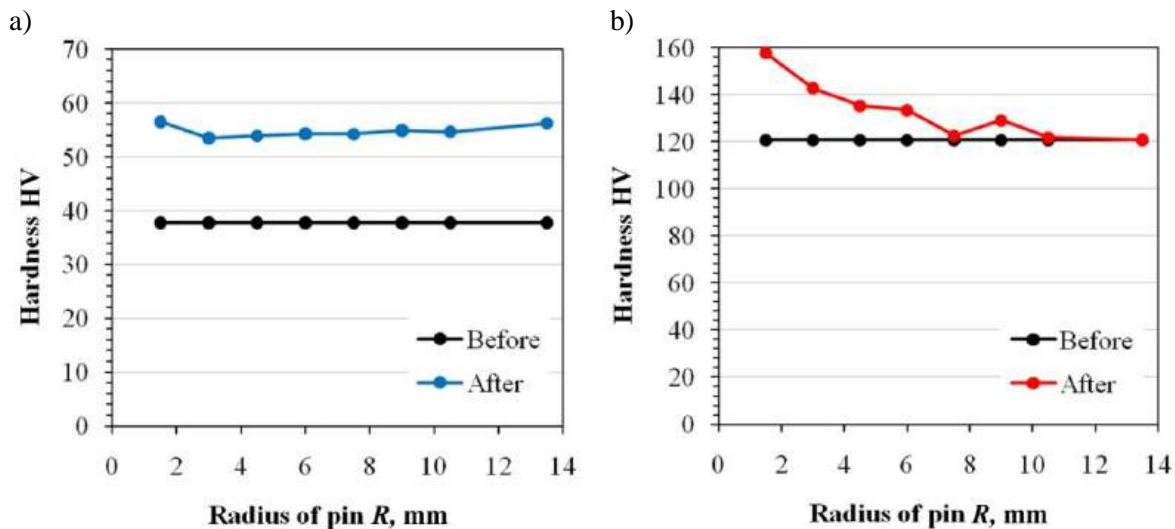 a)
70
60
50
40
30
20
10
0
Hardness HV
Before
After
0 2 4 6 8 10 12 14
Radius of pin R, mm
b)
160
140
120
100
80
60
40
20
0
Hardness HV
Before
After
0 2 4 6 8 10 12 14
Radius of pin R, mm